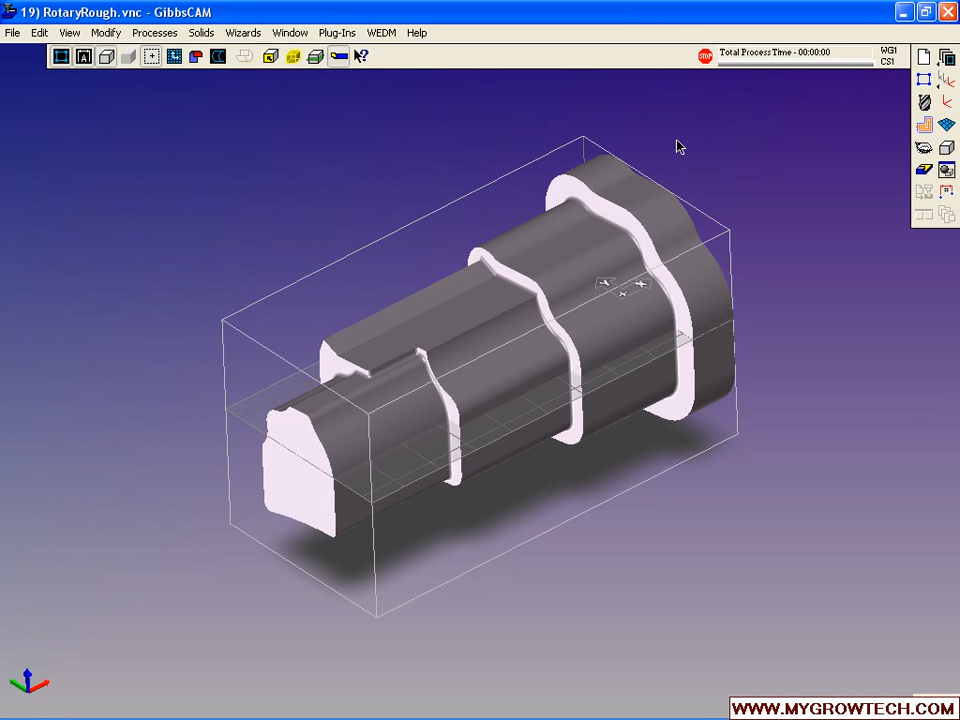 19) RotaryRough.vnc - GibbsCAM
File Edit View Modify Processes Solids Wizards Window Plug-Ins WEDM Help
STOP Total Process Time - 00:00:00 WG1
CS1
WWW.MYGROWTECH.COM